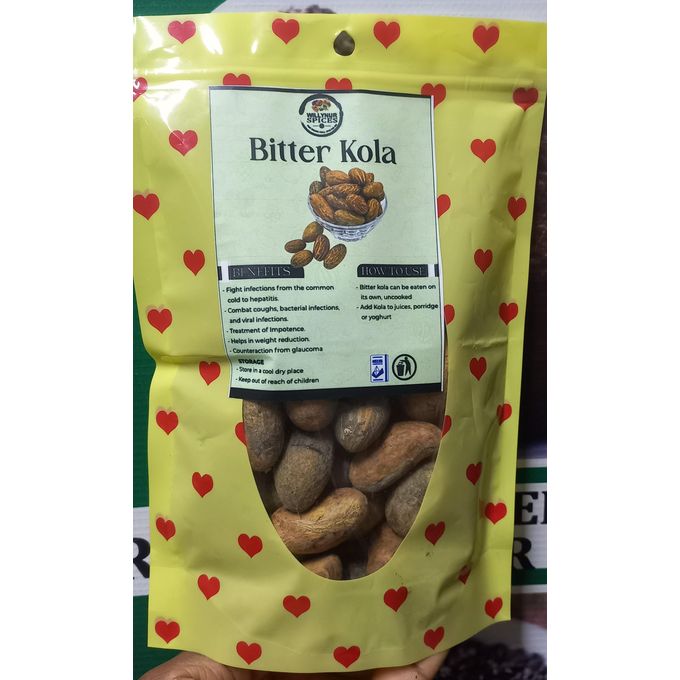 WILLYNUR
SPICES
Bitter Kola
BENEFITS
- Fight infections from the common
cold to hepatitis.
- Combat coughs, bacterial infections,
and viral infections.
- Treatment of Impotence.
- Helps in weight reduction.
- Counteraction from glaucoma
STORAGE
- Store in a cool dry place
- Keep out of reach of children
HOW TO USE
- Bitter kola can be eaten on
its own, uncooked
- Add Kola to juices, porridge
or yoghurt